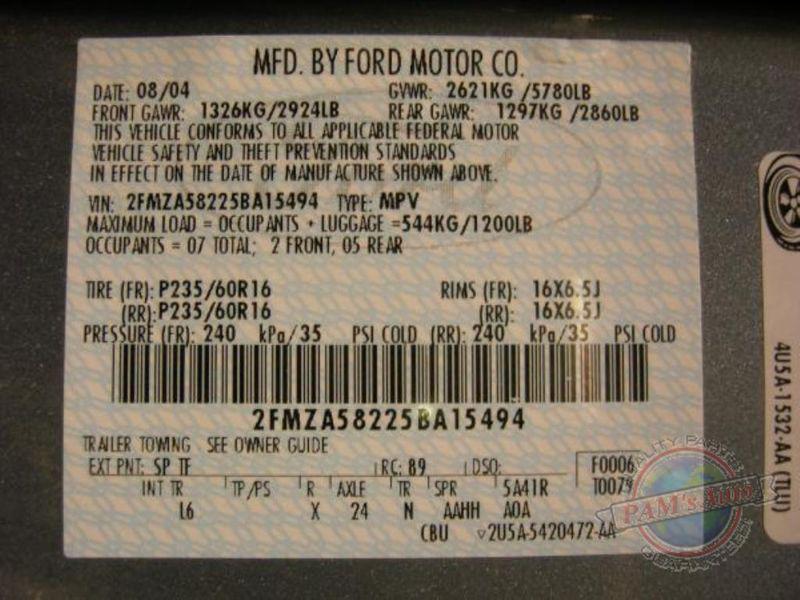 MFD. BY FORD MOTOR CO.
DATE: 08/04 GVWR: 2621KG /5780LB
FRONT GAWR: 1326KG/2924LB REAR GAWR: 1297KG /2860LB
THIS VEHICLE CONFORMS TO ALL APPLICABLE FEDERAL MOTOR
VEHICLE SAFETY AND THEFT PREVENTION STANDARDS
IN EFFECT ON THE DATE OF MANUFACTURE SHOWN ABOVE.
VIN: 2FMZA58225BA15494 TYPE: MPV
MAXIMUM LOAD = OCCUPANTS + LUGGAGE =544KG/1200LB
OCCUPANTS = 07 TOTAL; 2 FRONT, 05 REAR
TIRE (FR): P235/60R16 RIMS (FR): 16X6.5J
(RR): P235/60R16 (RR): 16X6.5J
PRESSURE (FR): 240 kPa/35 PSI COLD (RR): 240 kPa/35 PSI COLD
2FMZA58225BA15494
TRAILER TOWING - SEE OWNER GUIDE
EXT PNT: SP TF RC: 89 DSO: F0006
INT TR TP/PS R AXLE TR SPR 5A41R T0079
L6 X 24 N AAHH AOA
CBU ▽2U5A-5420472-AA
4U5A-1532-AA (TLU)
QUALITY PARTS
PAM's Auto
GUARANTEED!